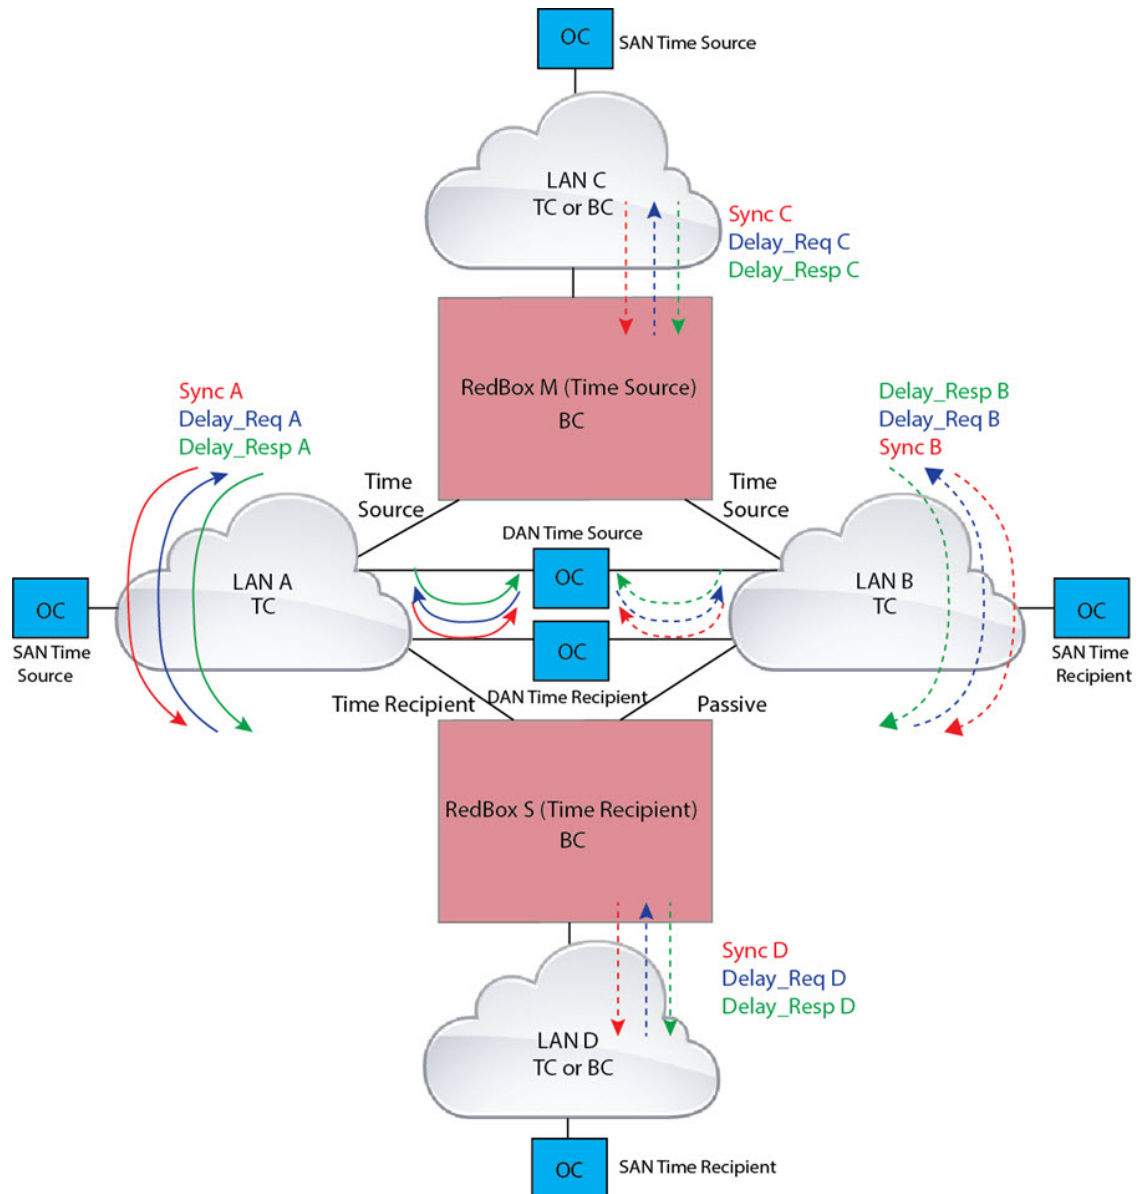 OC
SAN Time Source
LAN C
TC or BC
Sync C
Delay_Req C
Delay_Resp C
RedBox M (Time Source)
BC
Sync A
Delay_Req A
Delay_Resp A
Delay_Resp B
Delay_Req B
Sync B
Time
Source
Time
Source
DAN Time Source
OC
LAN A
TC
LAN B
TC
OC
SAN Time
Source
OC
SAN Time
Recipient
OC
DAN Time Recipient
Time Recipient
Passive
RedBox S (Time Recipient)
BC
Sync D
Delay_Req D
Delay_Resp D
LAN D
TC or BC
OC
SAN Time Recipient